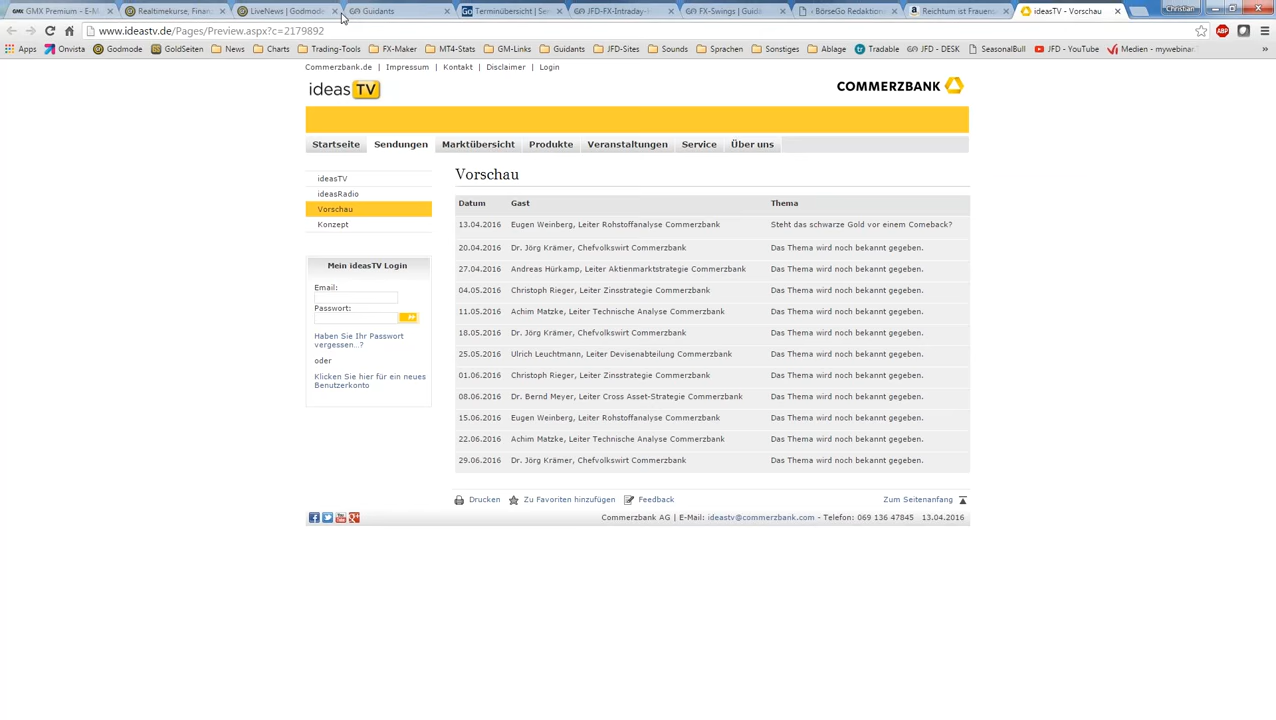 GMX Premium - E-M
Realtimekurse, Finan
LiveNews | Godmode
Guidants
Terminübersicht | Se
JFD-FX-Intraday-
FX-Swings | Guida
‹ BörseGo Redaktion
Reichtum ist Frauen
ideasTV - Vorschau
Christian
www.ideastv.de/Pages/Preview.aspx?c=2179892
Apps
Onvista
Godmode
GoldSeiten
News
Charts
Trading-Tools
FX-Maker
MT4-Stats
GM-Links
Guidants
JFD-Sites
Sounds
Sprachen
Sonstiges
Ablage
Tradable
JFD - DESK
SeasonalBull
JFD - YouTube
Medien - mywebina
Commerzbank.de | Impressum | Kontakt | Disclaimer | Login
ideas TV
COMMERZBANK
Startseite Sendungen Marktübersicht Produkte Veranstaltungen Service Über uns
ideasTV
ideasRadio
Vorschau
Konzept
Mein ideasTV Login
Email:
Passwort:
Haben Sie Ihr Passwort
vergessen...?
oder
Klicken Sie hier für ein neues
Benutzerkonto
Vorschau
Datum Gast Thema
13.04.2016 Eugen Weinberg, Leiter Rohstoffanalyse Commerzbank Steht das schwarze Gold vor einem Comeback?
20.04.2016 Dr. Jörg Krämer, Chefvolkswirt Commerzbank Das Thema wird noch bekannt gegeben.
27.04.2016 Andreas Hürkamp, Leiter Aktienmarktstrategie Commerzbank Das Thema wird noch bekannt gegeben.
04.05.2016 Christoph Rieger, Leiter Zinsstrategie Commerzbank Das Thema wird noch bekannt gegeben.
11.05.2016 Achim Matzke, Leiter Technische Analyse Commerzbank Das Thema wird noch bekannt gegeben.
18.05.2016 Dr. Jörg Krämer, Chefvolkswirt Commerzbank Das Thema wird noch bekannt gegeben.
25.05.2016 Ulrich Leuchtmann, Leiter Devisenabteilung Commerzbank Das Thema wird noch bekannt gegeben.
01.06.2016 Christoph Rieger, Leiter Zinsstrategie Commerzbank Das Thema wird noch bekannt gegeben.
08.06.2016 Dr. Bernd Meyer, Leiter Cross Asset-Strategie Commerzbank Das Thema wird noch bekannt gegeben.
15.06.2016 Eugen Weinberg, Leiter Rohstoffanalyse Commerzbank Das Thema wird noch bekannt gegeben.
22.06.2016 Achim Matzke, Leiter Technische Analyse Commerzbank Das Thema wird noch bekannt gegeben.
29.06.2016 Dr. Jörg Krämer, Chefvolkswirt Commerzbank Das Thema wird noch bekannt gegeben.
Drucken Zu Favoriten hinzufügen Feedback Zum Seitenanfang
Commerzbank AG | E-Mail: ideastv@commerzbank.com - Telefon: 069 136 47845 13.04.2016